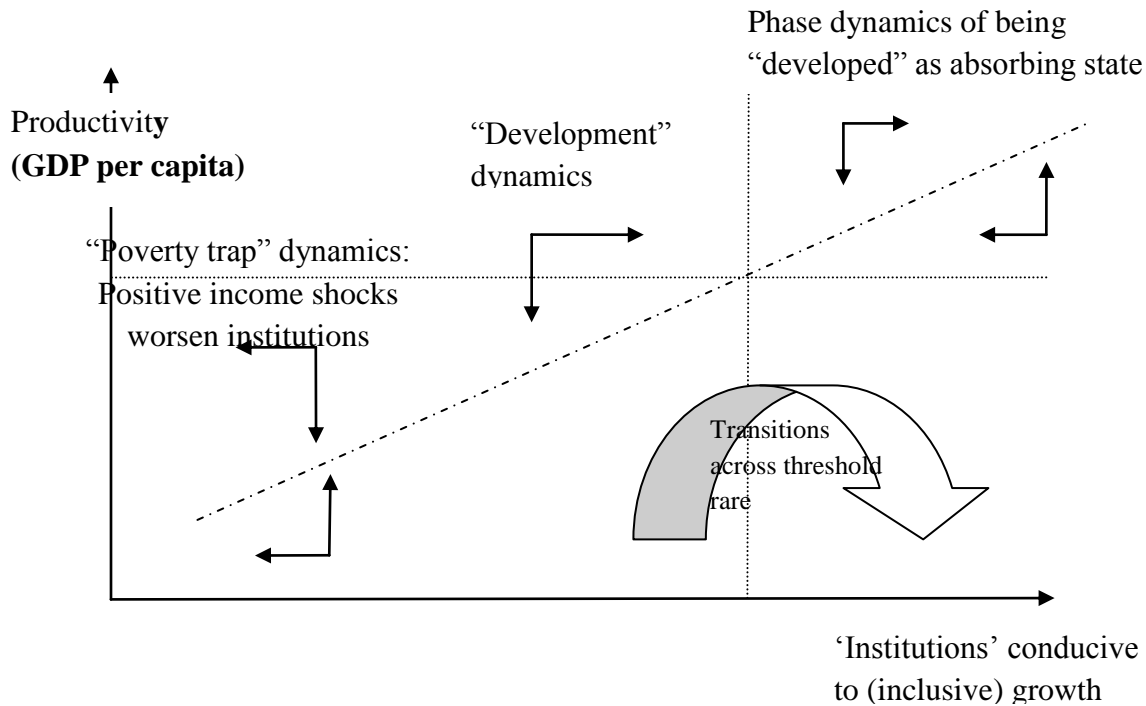 Phase dynamics of being
“developed” as absorbing state
Productivity
(GDP per capita)
“Development”
dynamics
“Poverty trap” dynamics:
Positive income shocks
worsen institutions
Transitions
across threshold
rare
‘Institutions’ conducive
to (inclusive) growth